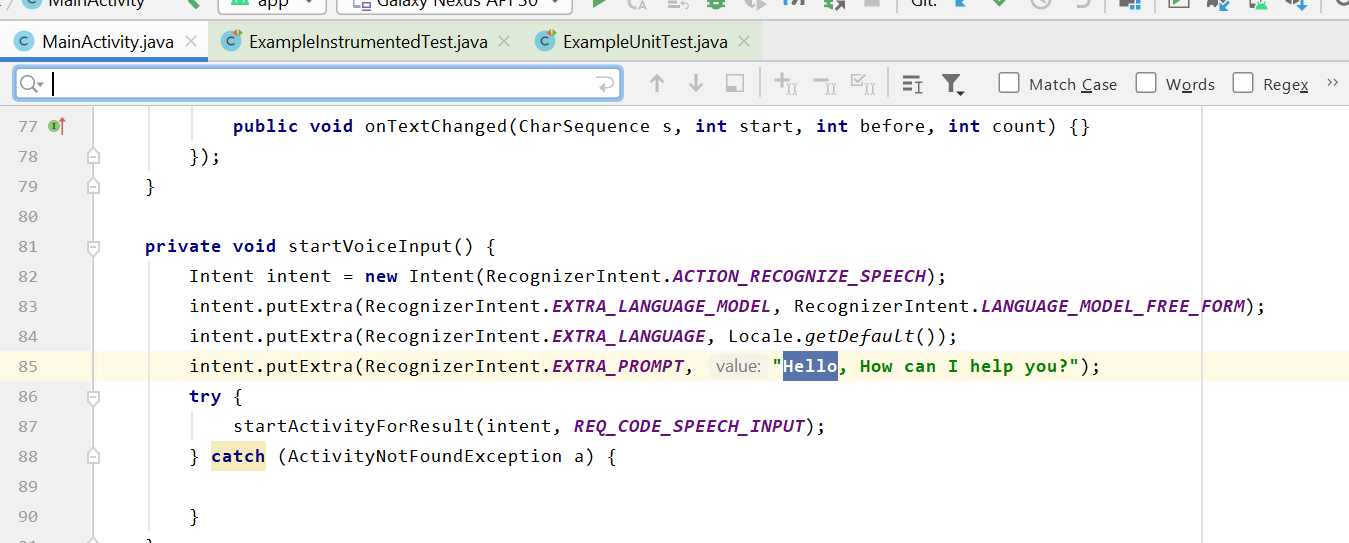 MainActivity app Galaxy Nexus API 30 Git:
MainActivity.java ExampleInstrumentedTest.java ExampleUnitTest.java
Match Case Words Regex
77 public void onTextChanged(CharSequence s, int start, int before, int count) {}
78 });
79 }
80
81 private void startVoiceInput() {
82 Intent intent = new Intent(RecognizerIntent.ACTION_RECOGNIZE_SPEECH);
83 intent.putExtra(RecognizerIntent.EXTRA_LANGUAGE_MODEL, RecognizerIntent.LANGUAGE_MODEL_FREE_FORM);
84 intent.putExtra(RecognizerIntent.EXTRA_LANGUAGE, Locale.getDefault());
85 intent.putExtra(RecognizerIntent.EXTRA_PROMPT, value: "Hello, How can I help you?");
86 try {
87 startActivityForResult(intent, REQ_CODE_SPEECH_INPUT);
88 } catch (ActivityNotFoundException a) {
89
90 }